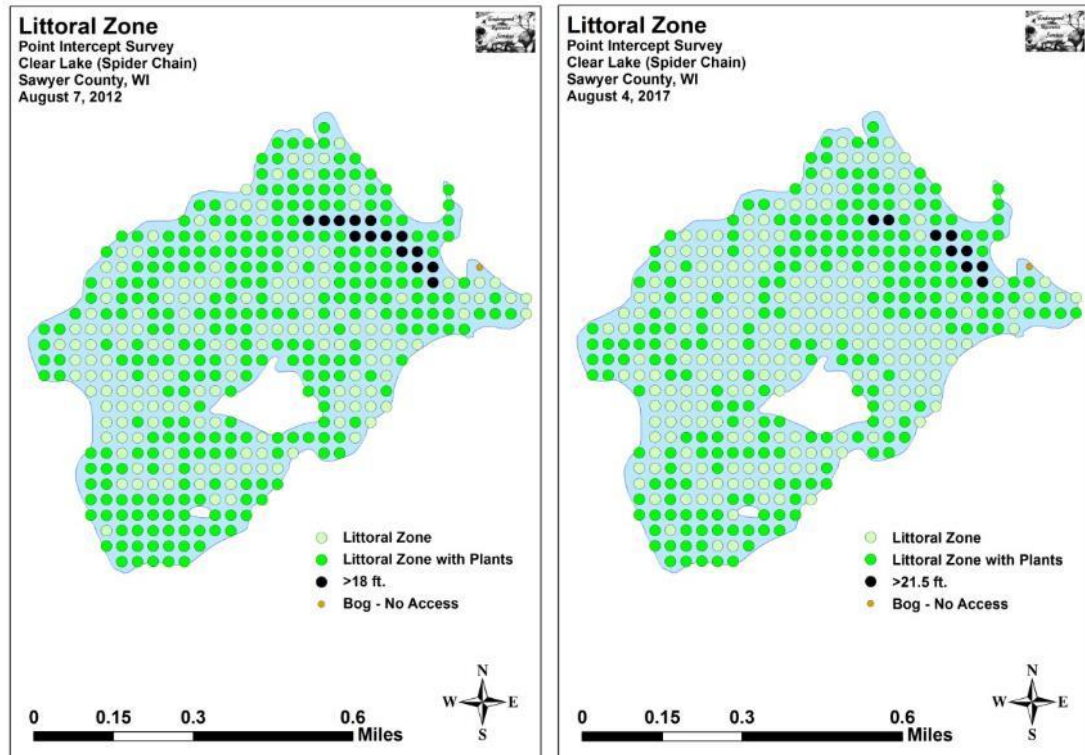 Littoral Zone
Point Intercept Survey
Clear Lake (Spider Chain)
Sawyer County, WI
August 7, 2012
Littoral Zone
Littoral Zone with Plants
>18 ft.
Bog - No Access
N
W E
S
0 0.15 0.3 0.6
Miles
Littoral Zone
Point Intercept Survey
Clear Lake (Spider Chain)
Sawyer County, WI
August 4, 2017
Littoral Zone
Littoral Zone with Plants
>21.5 ft.
Bog - No Access
N
W E
S
0 0.15 0.3 0.6
Miles